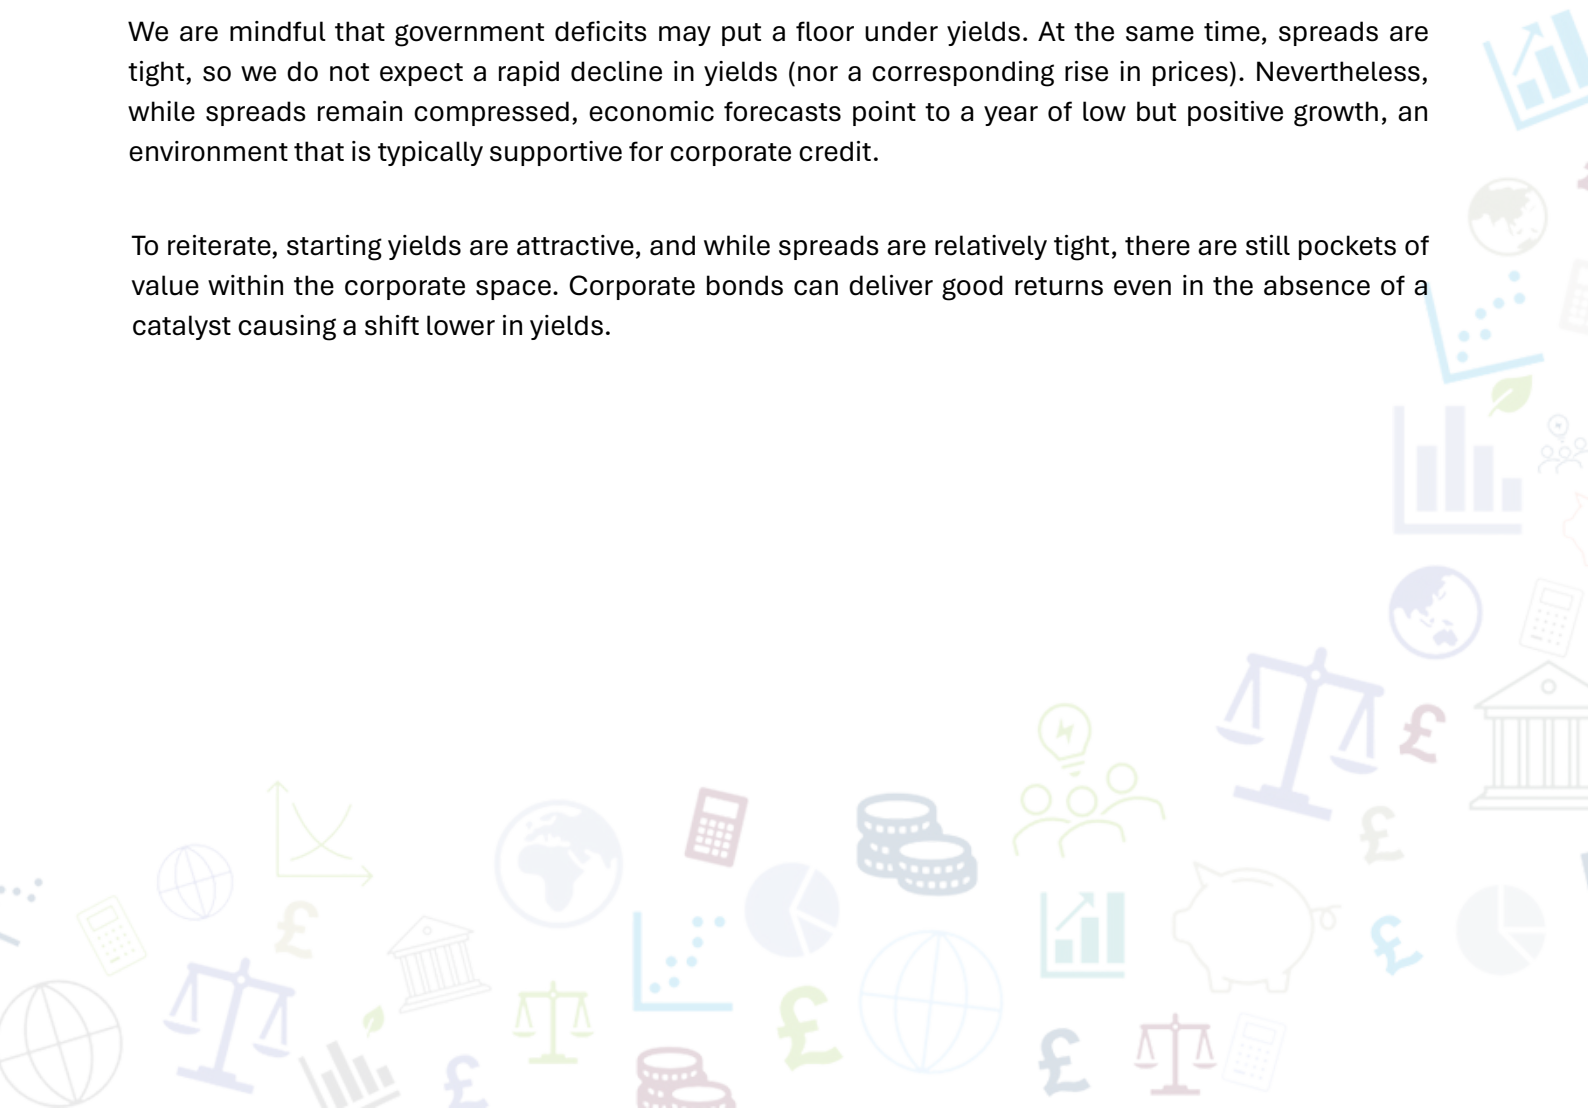 We are mindful that government deficits may put a floor under yields. At the same time, spreads are
tight, so we do not expect a rapid decline in yields (nor a corresponding rise in prices). Nevertheless,
while spreads remain compressed, economic forecasts point to a year of low but positive growth, an
environment that is typically supportive for corporate credit.
To reiterate, starting yields are attractive, and while spreads are relatively tight, there are still pockets of
value within the corporate space. Corporate bonds can deliver good returns even in the absence of a
catalyst causing a shift lower in yields.